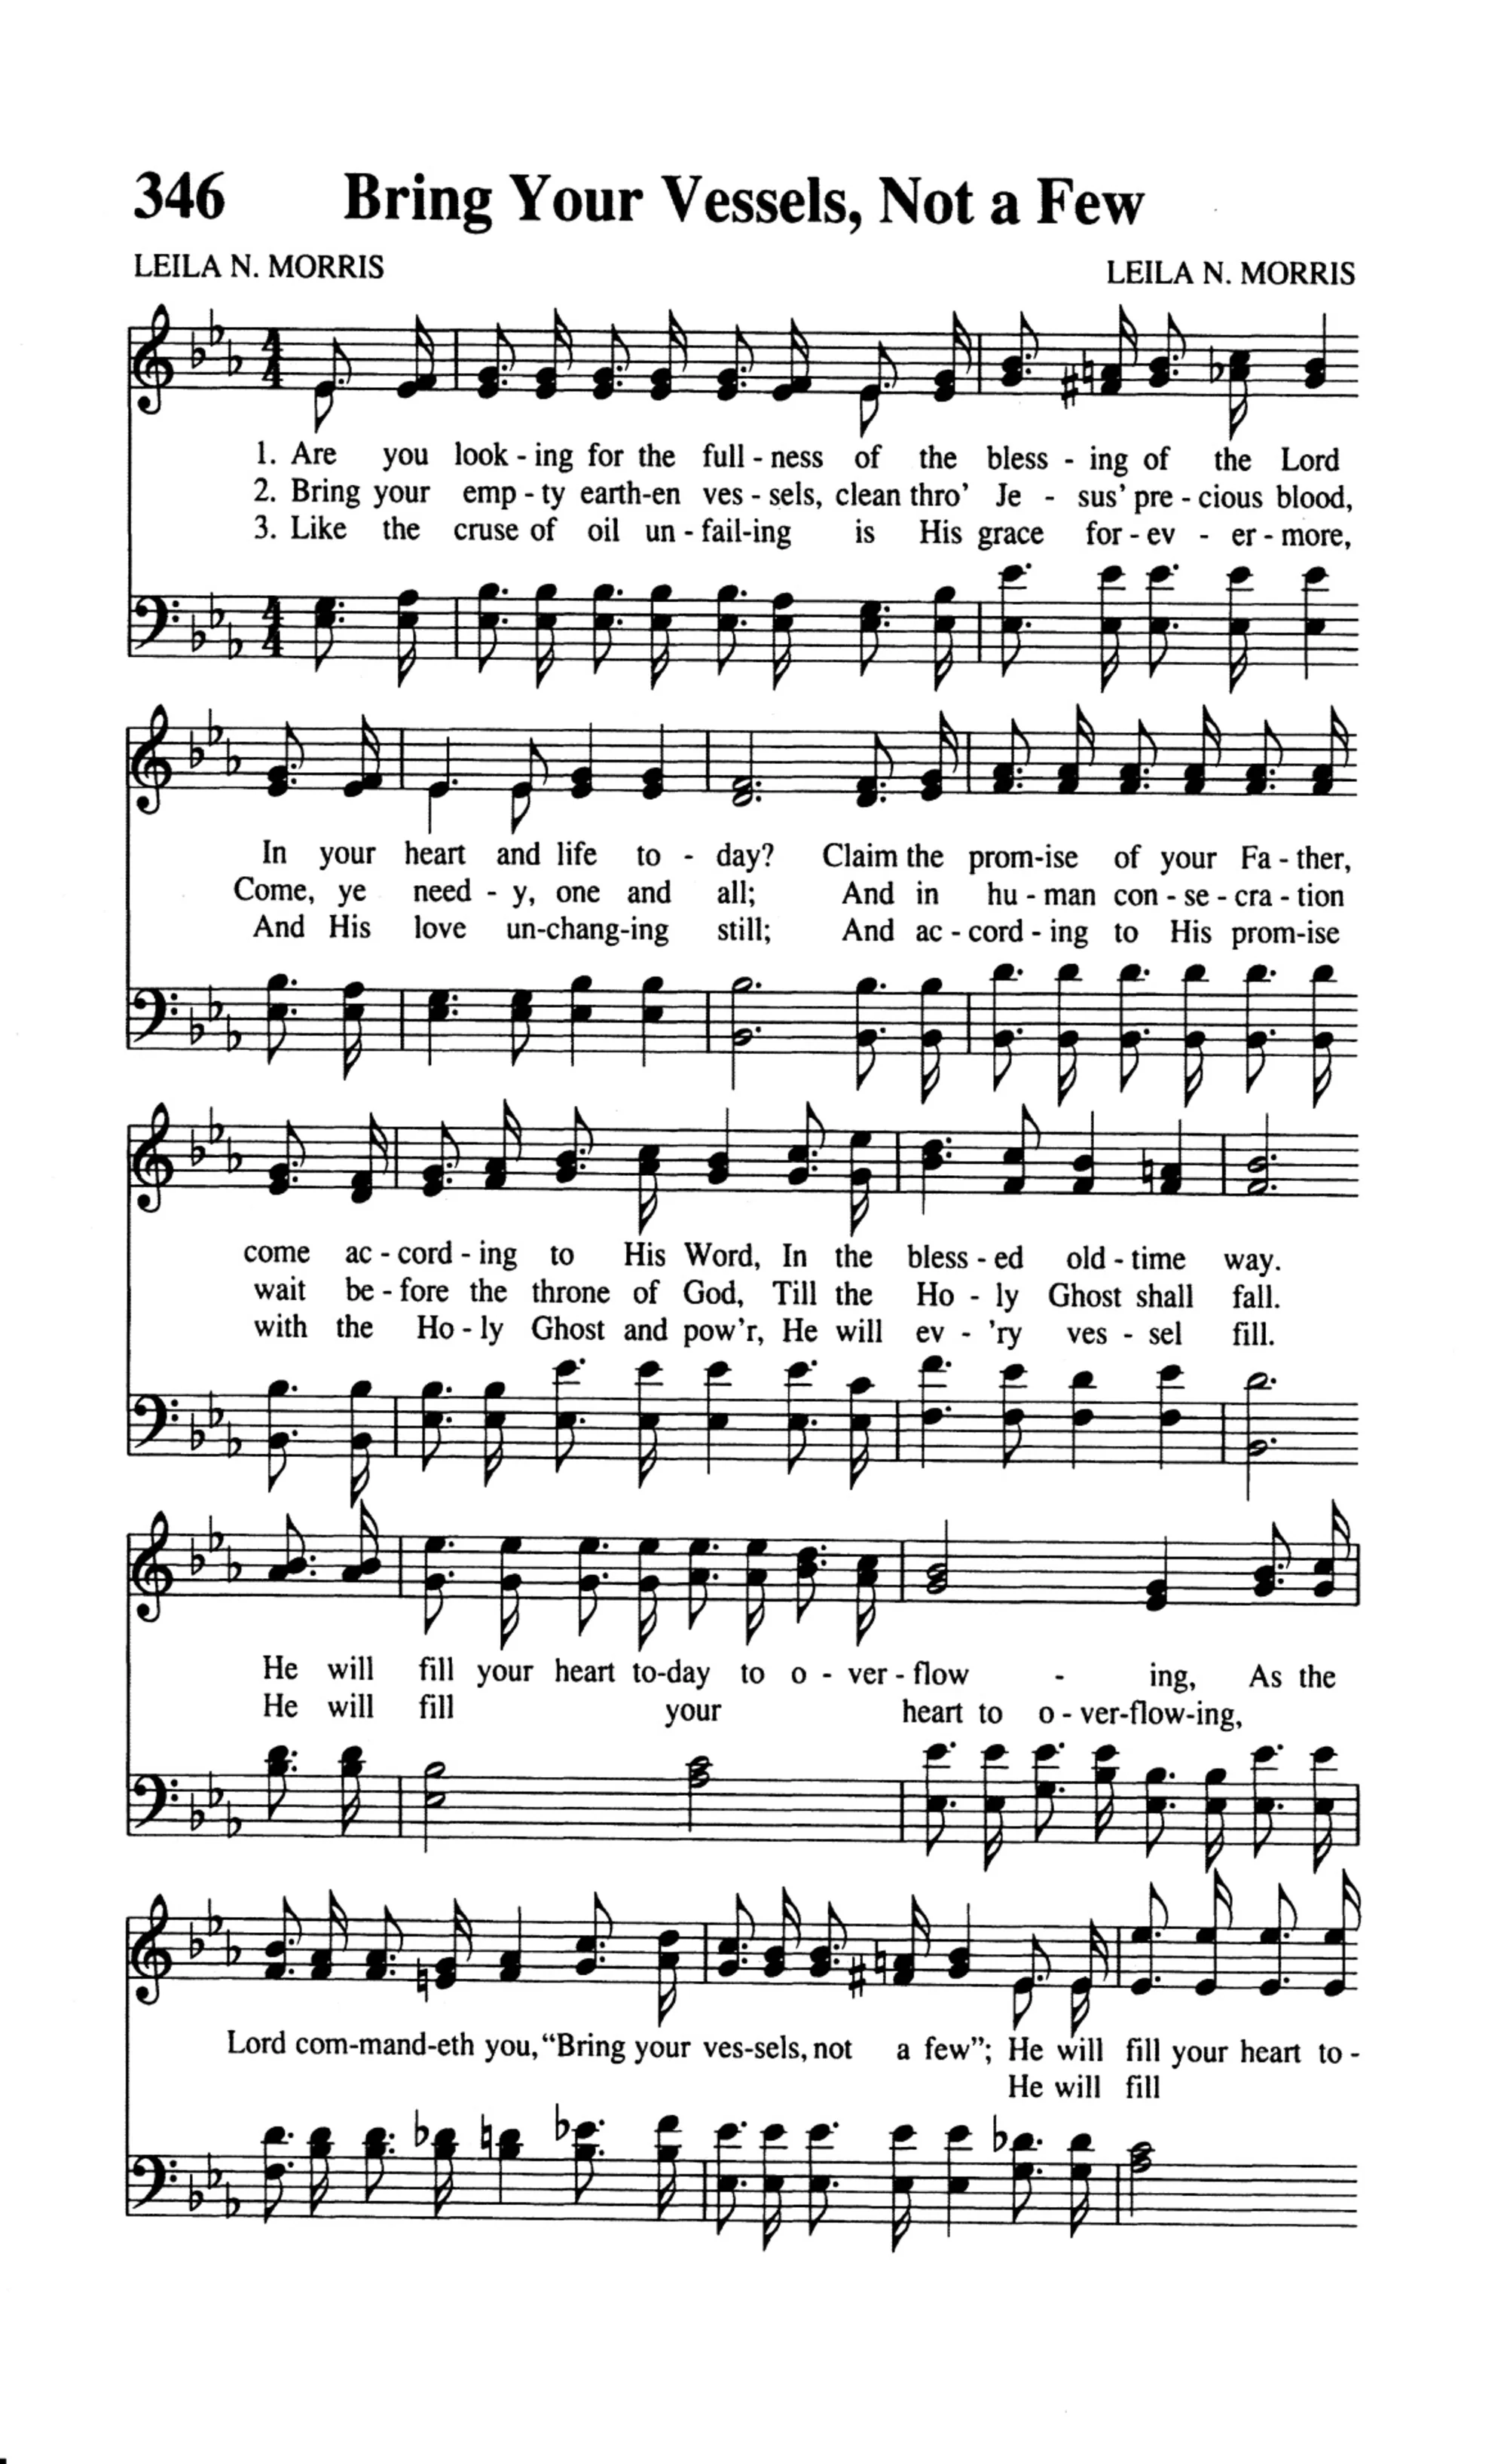 346 Bring Your Vessels, Not a Few
LEILA N. MORRIS LEILA N. MORRIS
4 4
1. Are you look - ing for the full - ness of the bless - ing of the Lord
2. Bring your emp - ty earth-en ves - sels, clean thro' Je - sus' pre - cious blood,
3. Like the cruse of oil un - fail-ing is His grace for - ev - er - more,
4 4
In your heart and life to - day? Claim the prom-ise of your Fa - ther,
Come, ye need - y, one and all; And in hu - man con - se - cra - tion
And His love un-chang-ing still; And ac - cord - ing to His prom-ise
come ac - cord - ing to His Word, In the bless - ed old - time way.
wait be - fore the throne of God, Till the Ho - ly Ghost shall fall.
with the Ho - ly Ghost and pow'r, He will ev - 'ry ves - sel fill.
He will fill your heart to-day to o - ver - flow - ing, As the
He will fill your heart to o - ver-flow-ing,
Lord com-mand-eth you, “Bring your ves-sels, not a few”; He will fill your heart to -
He will fill